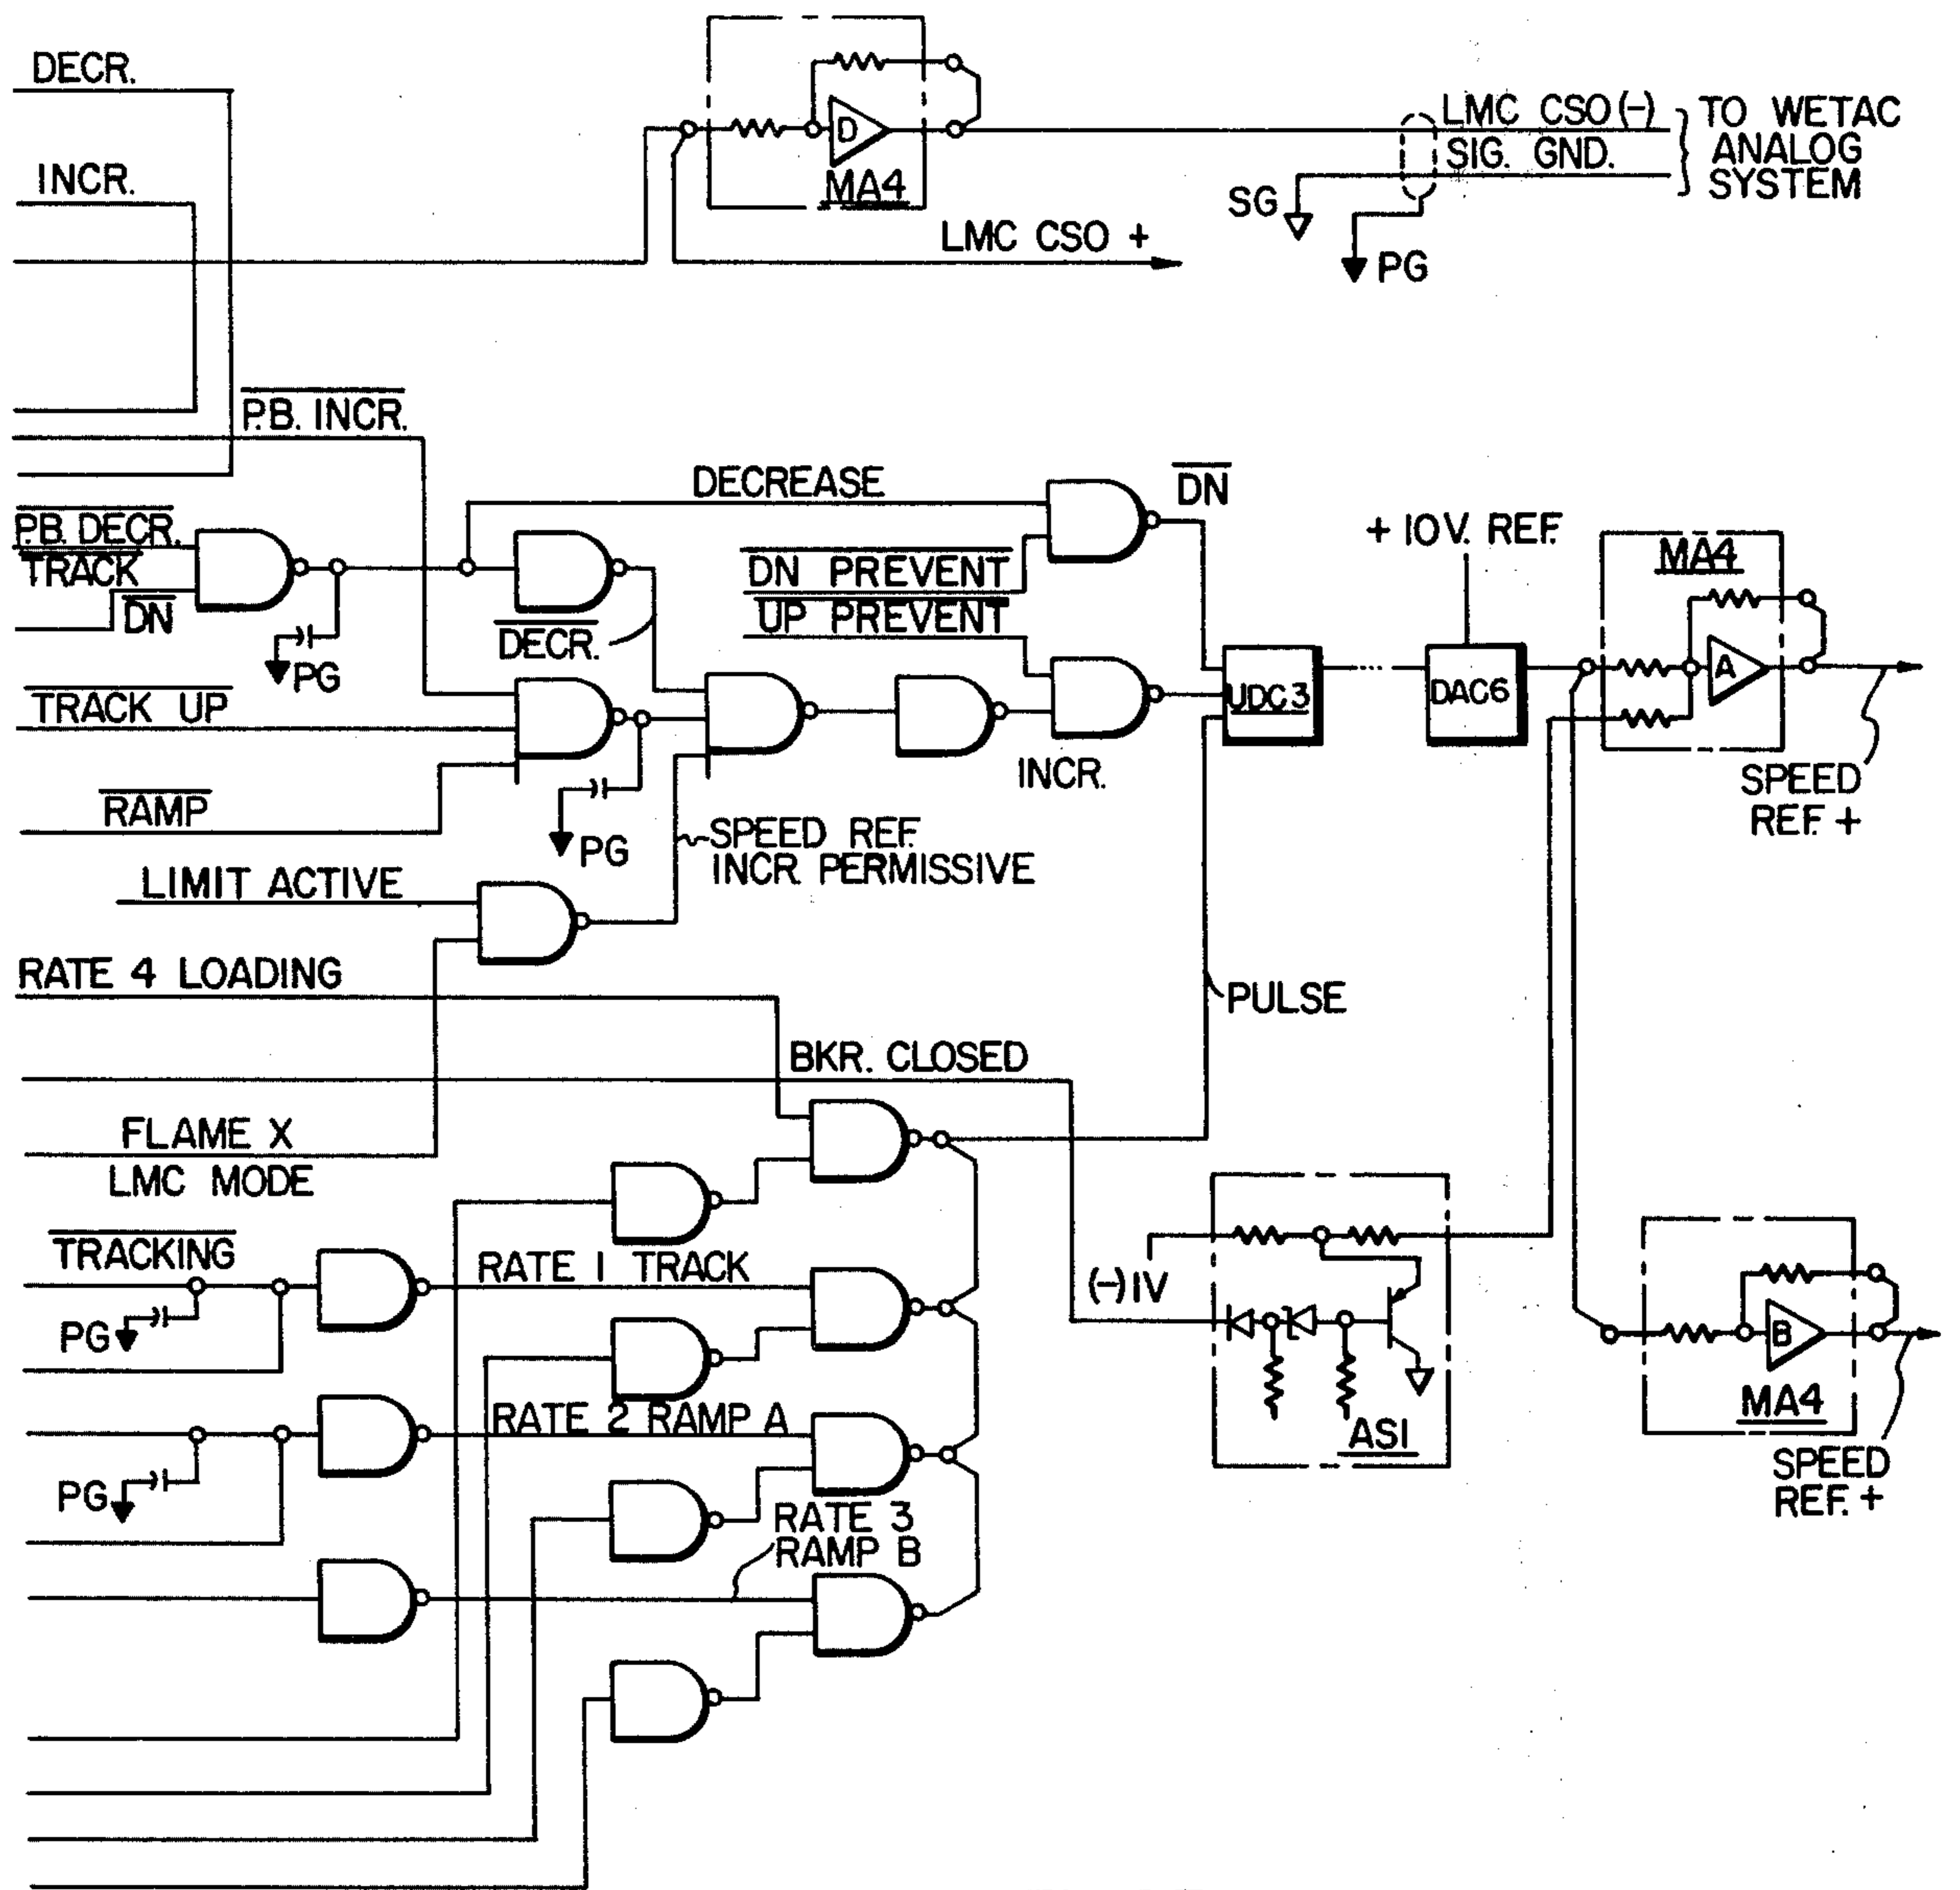 DECR.
INCR.
D
MA4
LMC CSO (-)
SIG. GND.
TO WETAC
ANALOG
SYSTEM
SG
PG
LMC CSO +
P.B. INCR.
DECREASE
DN
P.B. DECR.
TRACK
DN
DN PREVENT
UP PREVENT
DECR.
PG
+ 10V. REF.
MA4
A
UDC3
DAC6
SPEED
REF. +
TRACK UP
RAMP
INCR.
PG
SPEED REF.
INCR. PERMISSIVE
LIMIT ACTIVE
RATE 4 LOADING
PULSE
BKR. CLOSED
FLAME X
LMC MODE
TRACKING
RATE 1 TRACK
PG
(-) 1V
RATE 2 RAMP A
PG
AS1
B
MA4
SPEED
REF. +
RATE 3
RAMP B